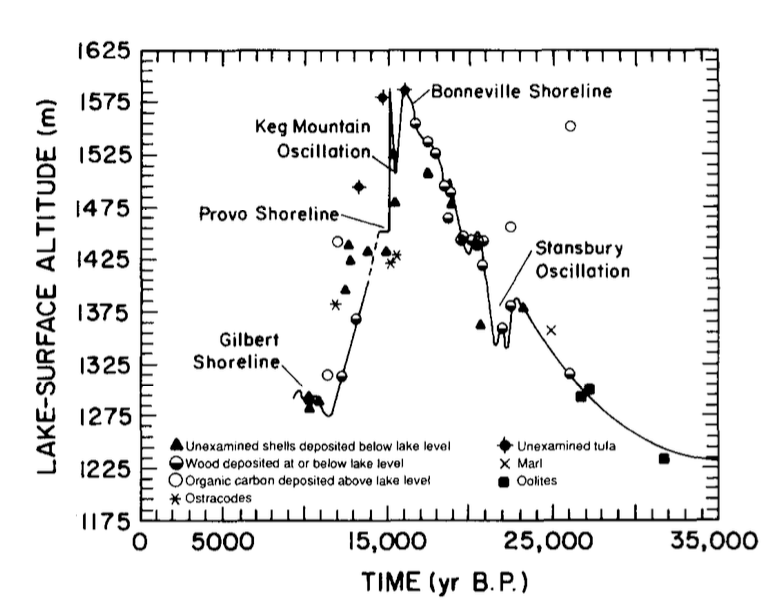 LAKE-SURFACE ALTITUDE (m)
1625
1575
1525
1475
1425
1375
1325
1275
1225
1175
Bonneville Shoreline
Keg Mountain
Oscillation
Provo Shoreline
Stansbury
Oscillation
Gilbert
Shoreline
Unexamined shells deposited below lake level
Wood deposited at or below lake level
Organic carbon deposited above lake level
Ostracodes
Unexamined tufa
Marl
Oolites
0 5000 15,000 25,000 35,000
TIME (yr B.P.)